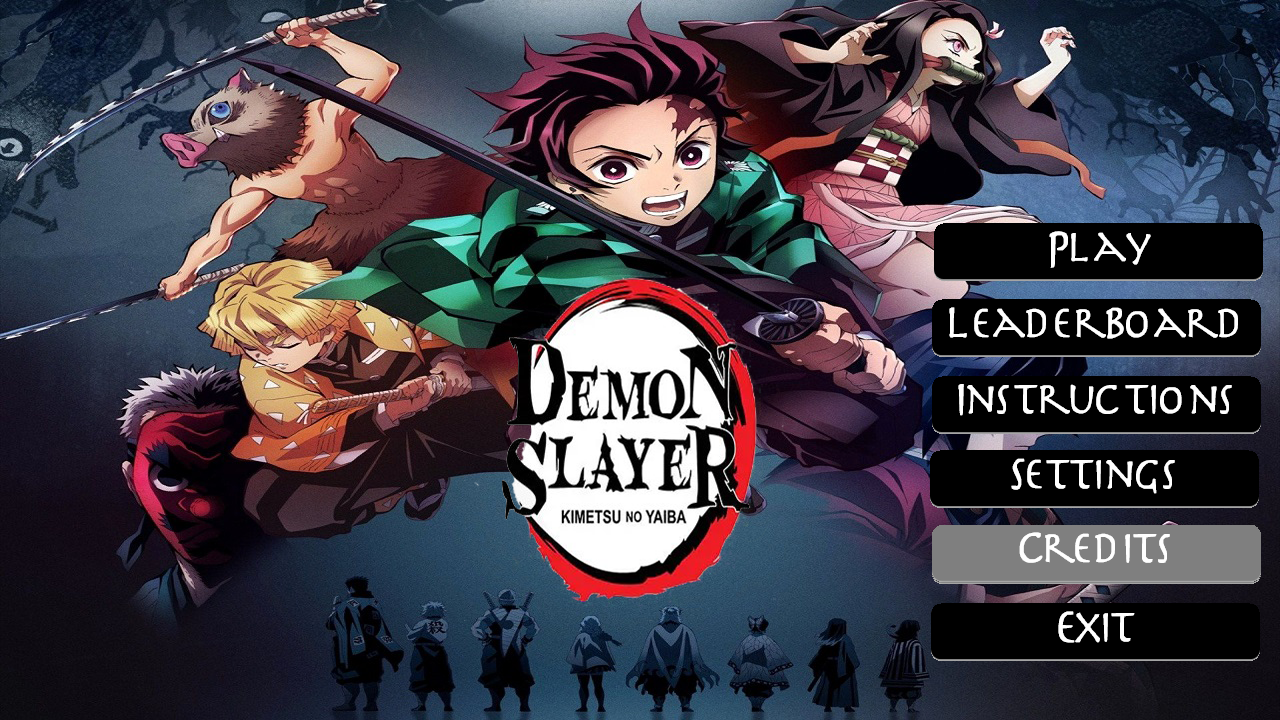 DEMON
SLAYER
KIMETSU NO YAIBA
PLAY
LEADERBOARD
INSTRUCTIONS
SETTINGS
CREDITS
EXIT